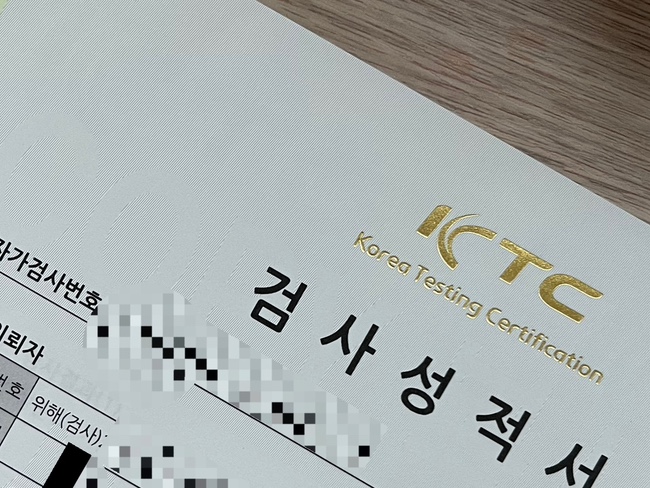 KTC
Korea Testing Certification
검사성적서
자가검사번호
의뢰자
번호
위해(검사)